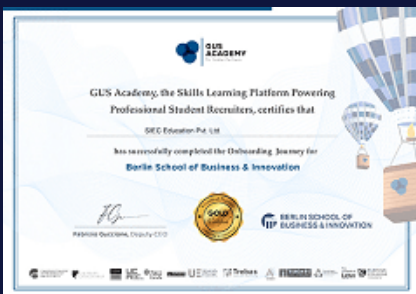 GUS
ACADEMY
GUS Academy, the Skills Learning Platform Powering
Professional Student Recruiters, certifies that
SIEC Education Pvt. Ltd
has successfully completed the Onboarding Journey for
Berlin School of Business & Innovation
GOLD
BERLIN SCHOOL OF
BUSINESS & INNOVATION
Deputy CEO
UE
Trebas